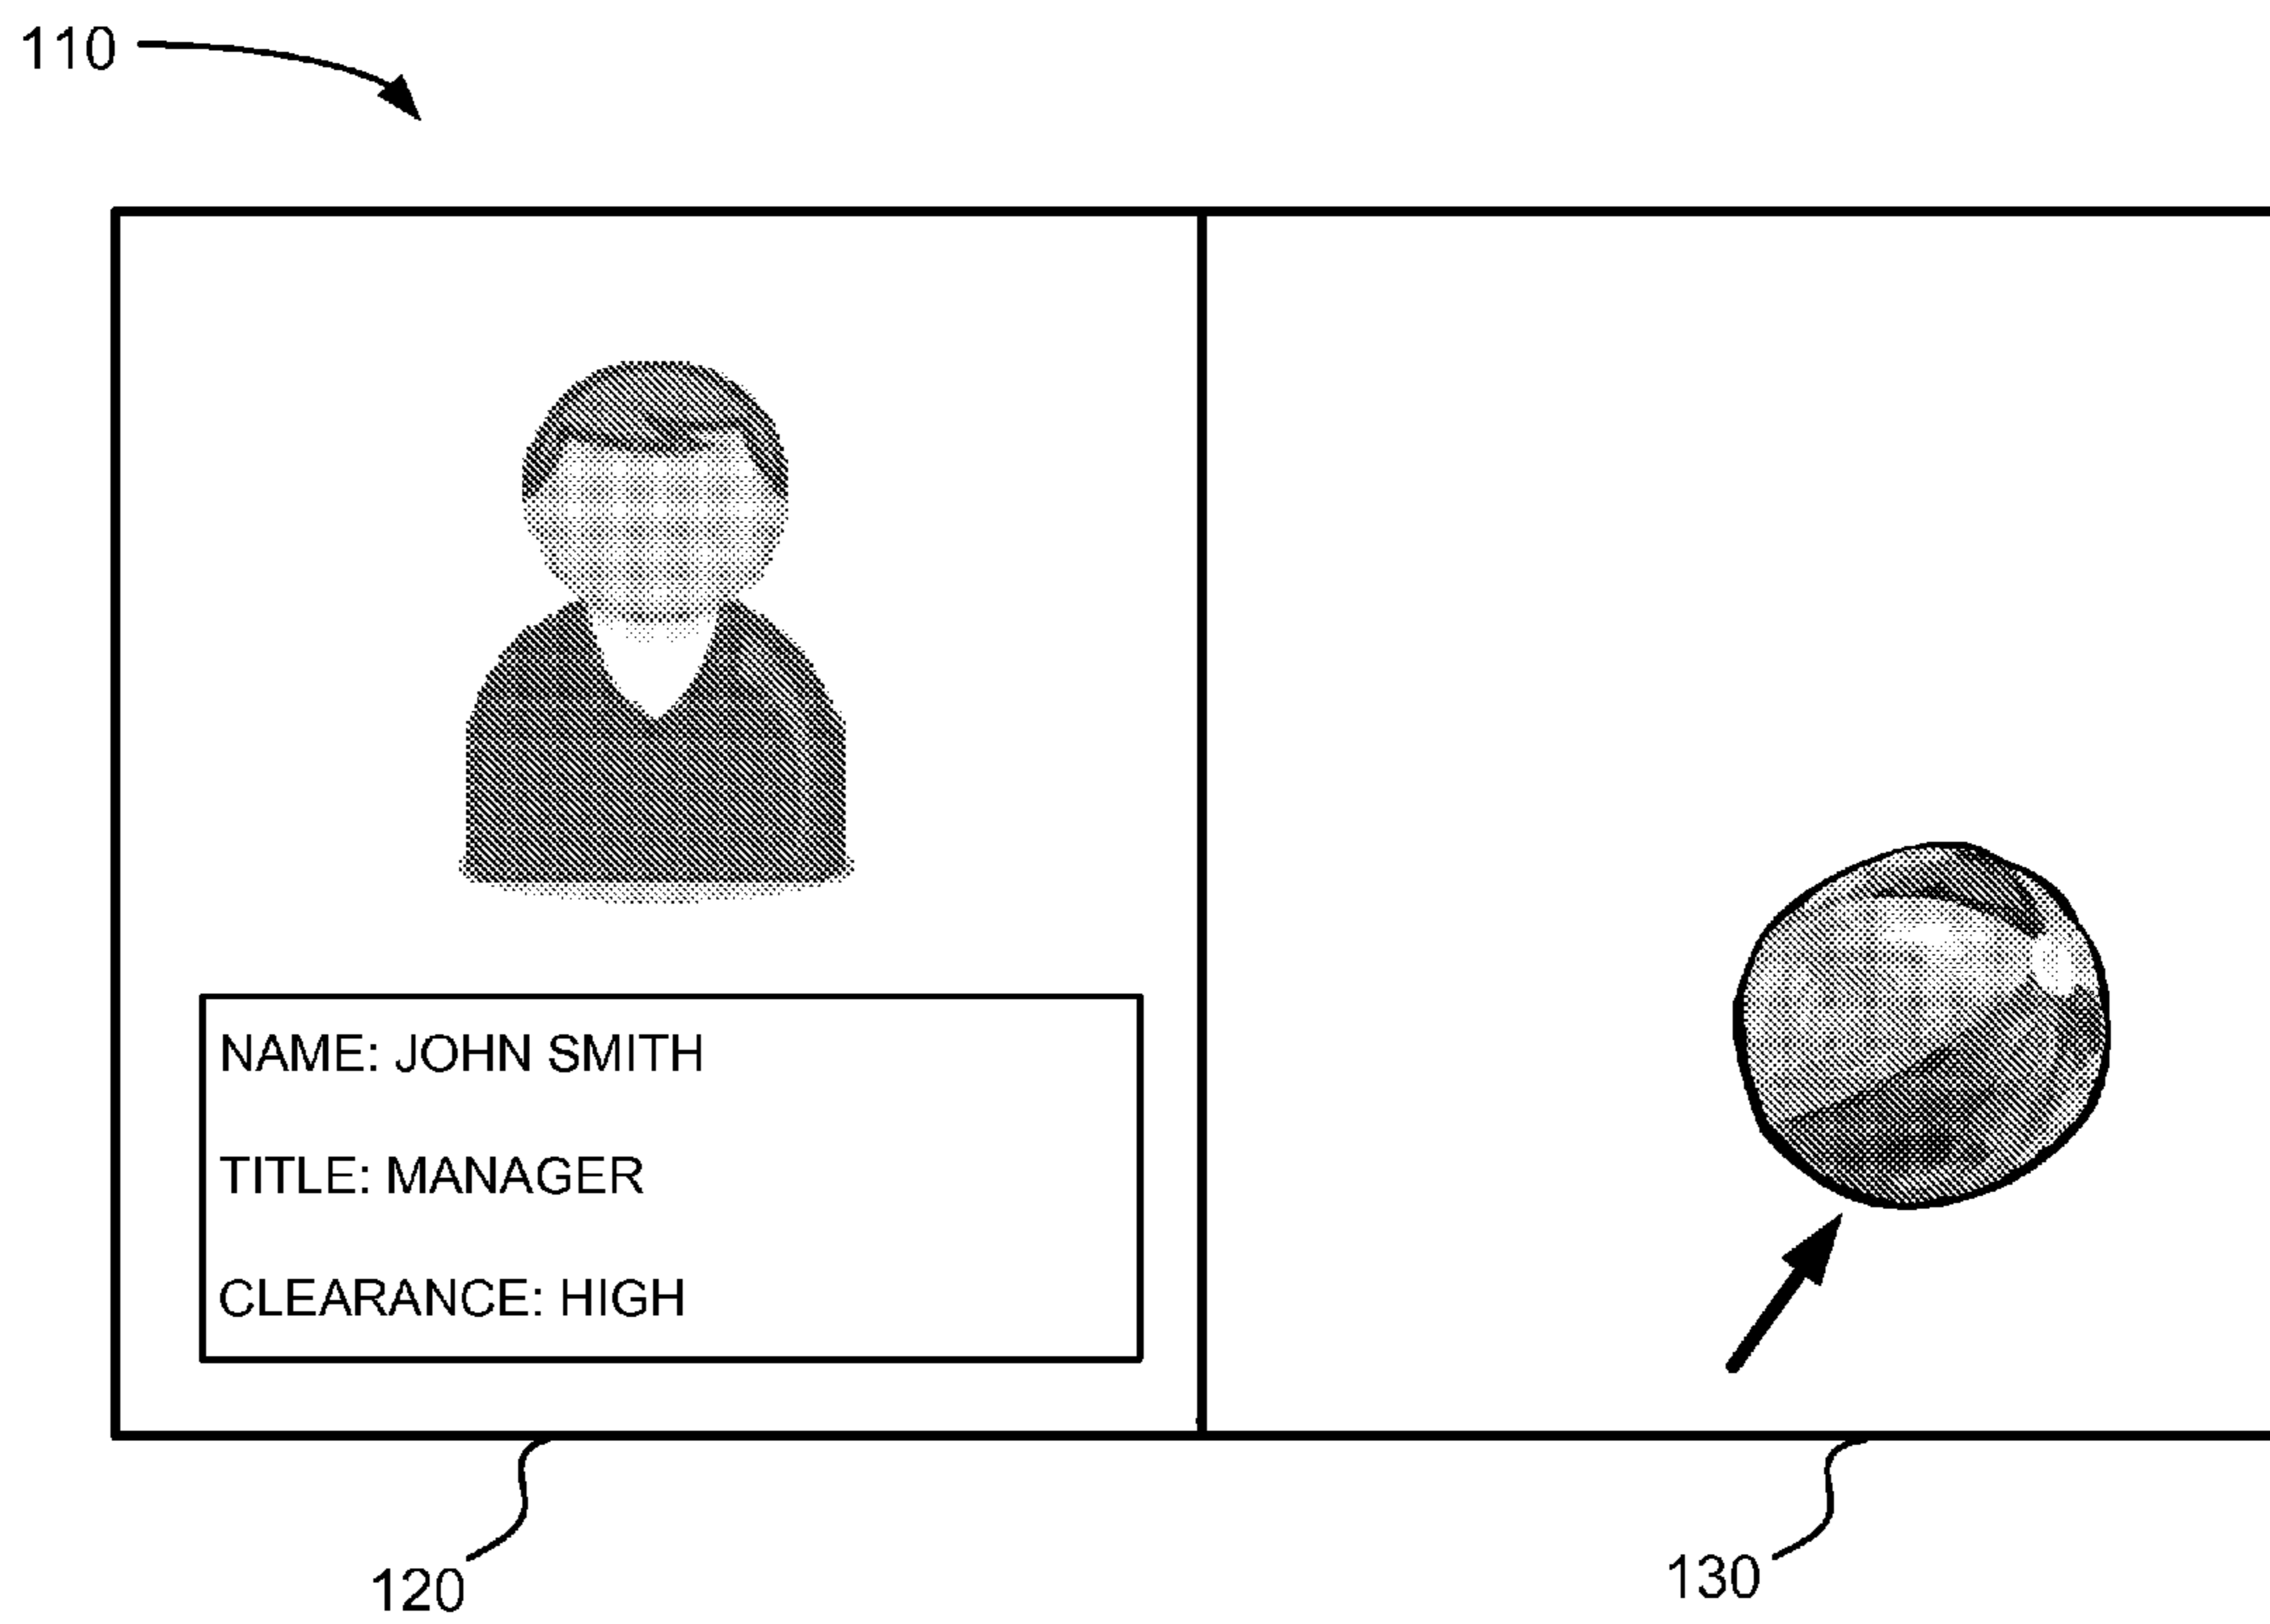 110
NAME: JOHN SMITH
TITLE: MANAGER
CLEARANCE: HIGH
120
130